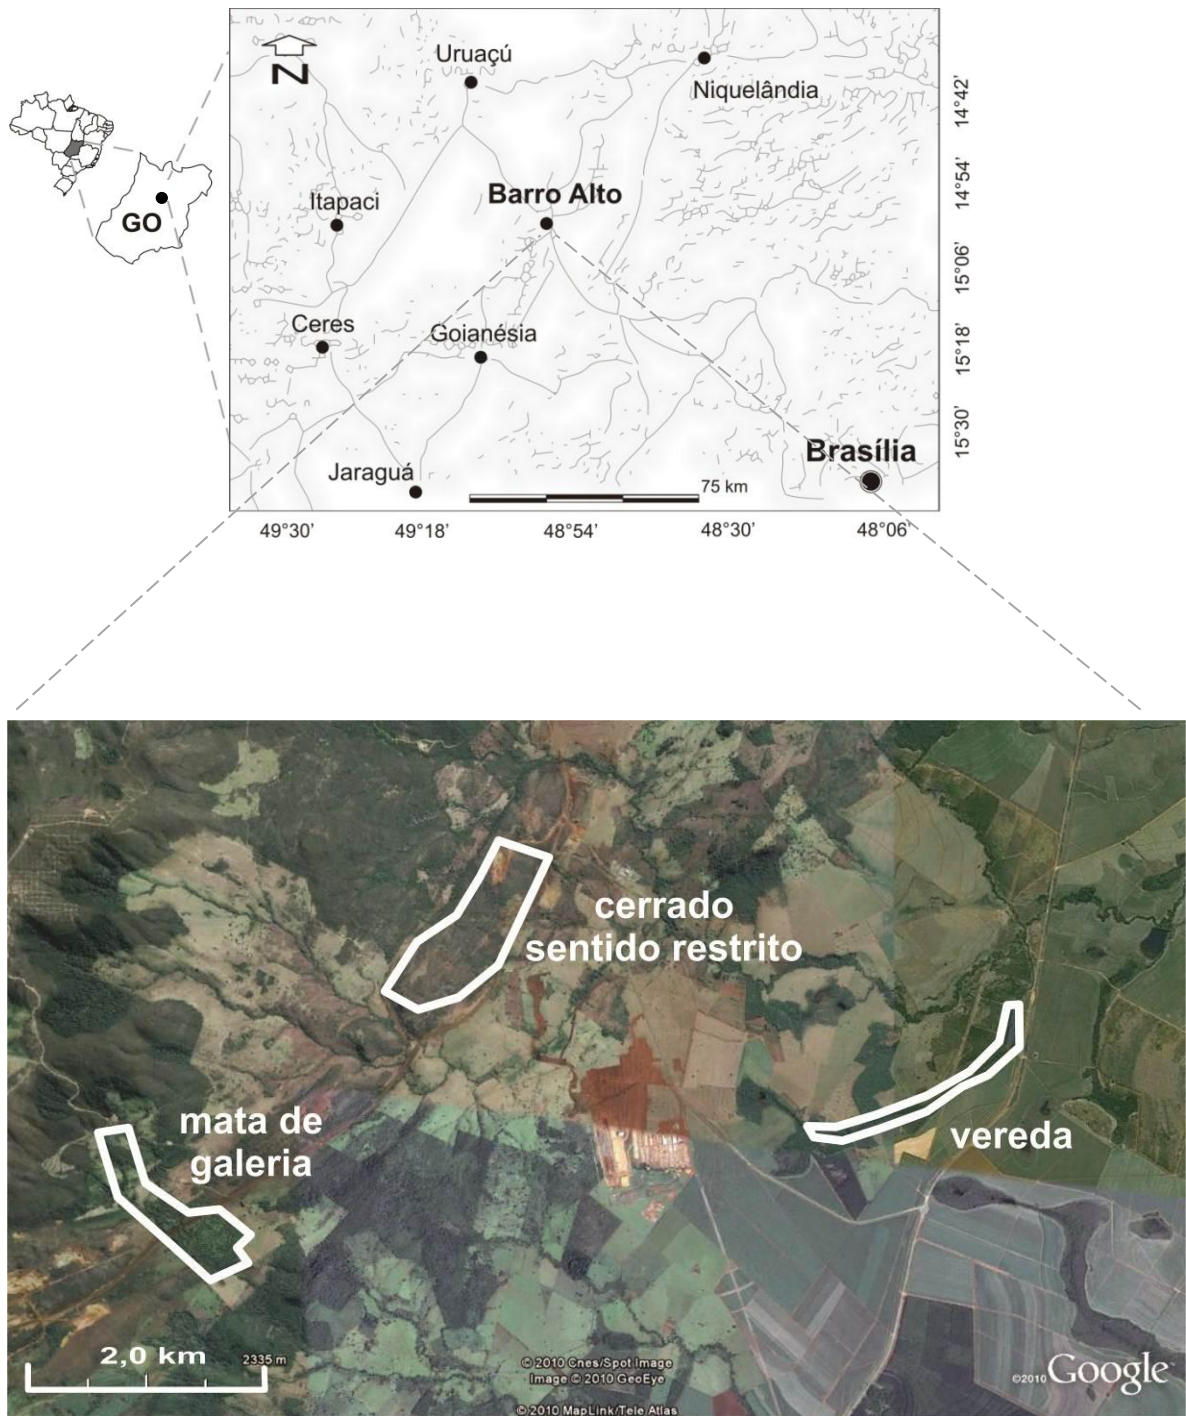 Uruaçú
Niquelândia
N
14°42'
14°54'
15°06'
15°18'
15°30'
GO
Itapaci
Barro Alto
Ceres
Goianésia
Brasília
Jaraguá
75 km
49°30'
49°18'
48°54'
48°30'
48°06'
cerrado
sentido restrito
mata de
galeria
vereda
2,0 km
2335 m
© 2010 Cnes/Spot Image
Image © 2010 GeoEye
© 2010 MapLink/Tele Atlas
©2010 Google